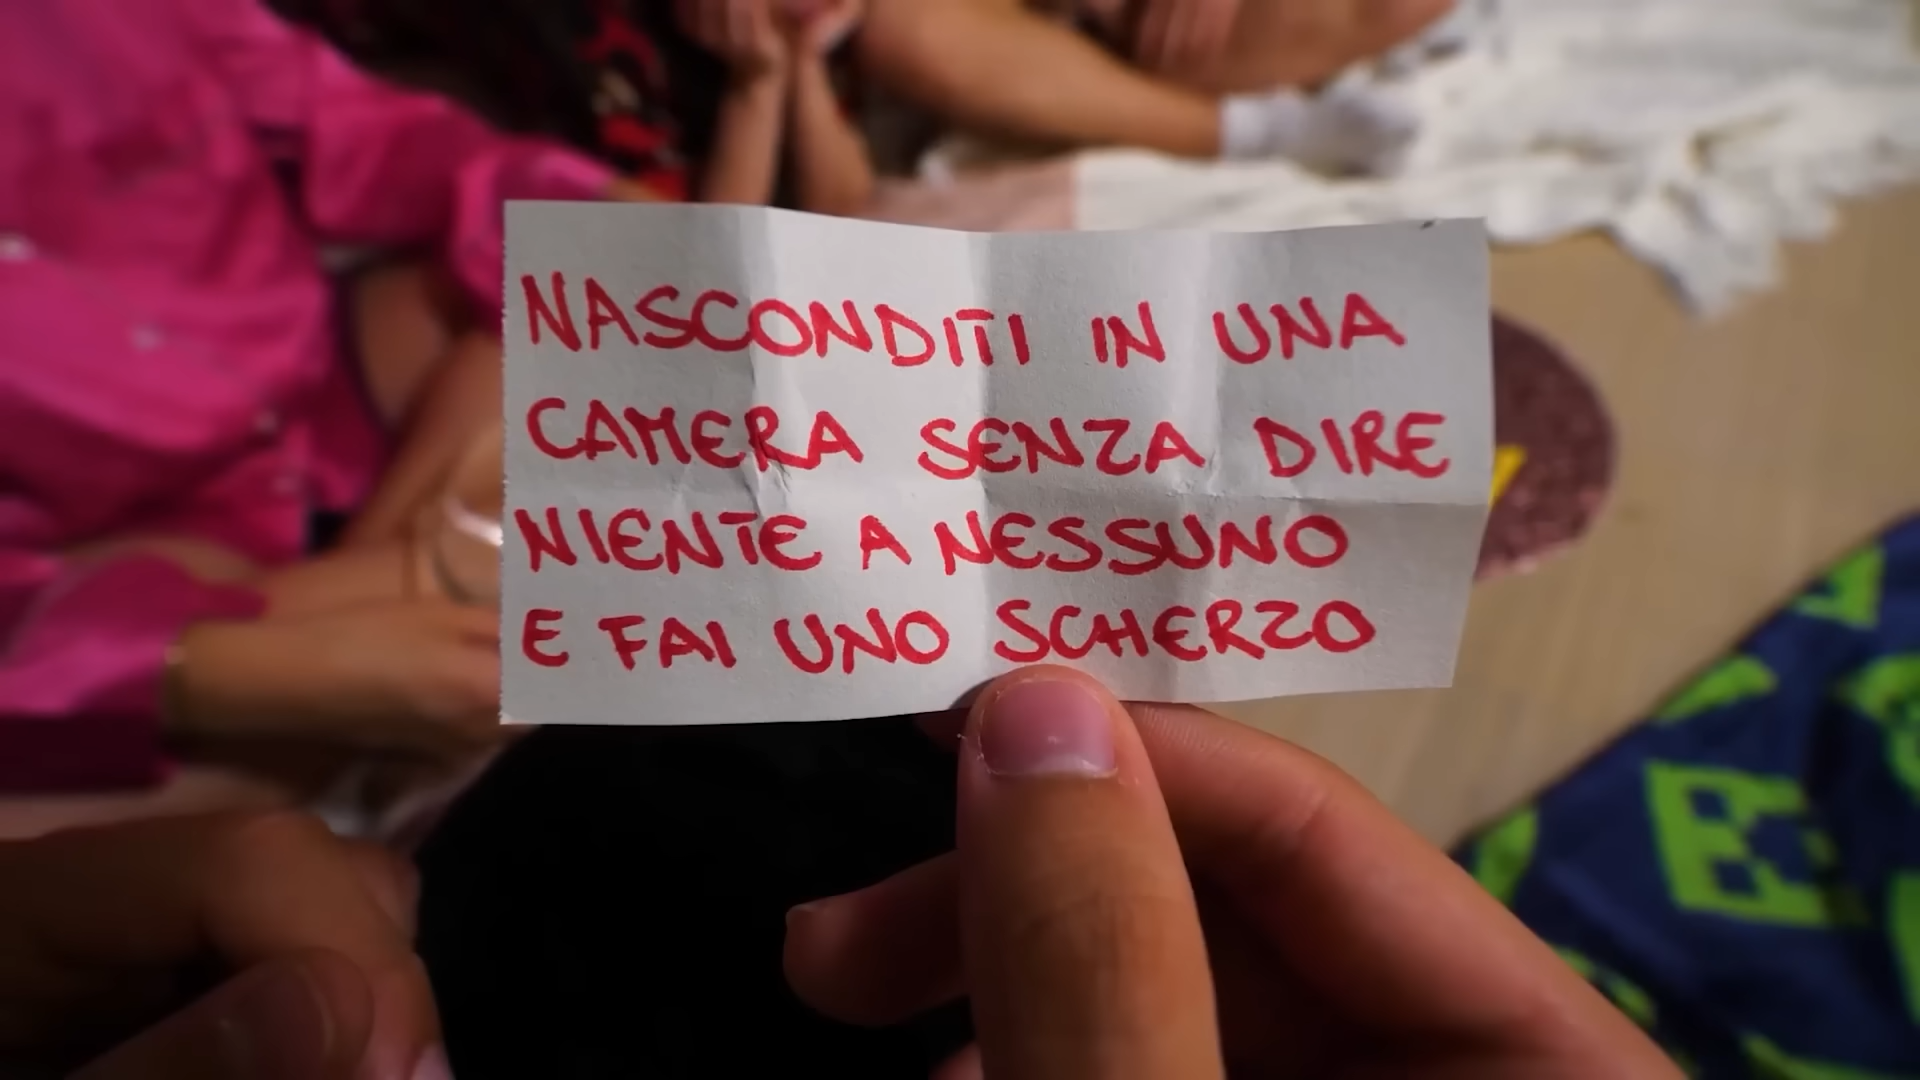 NASCONDITI IN UNA
CAMERA SENZA DIRE
NIENTE A NESSUNO
E FAI UNO SCHERZO